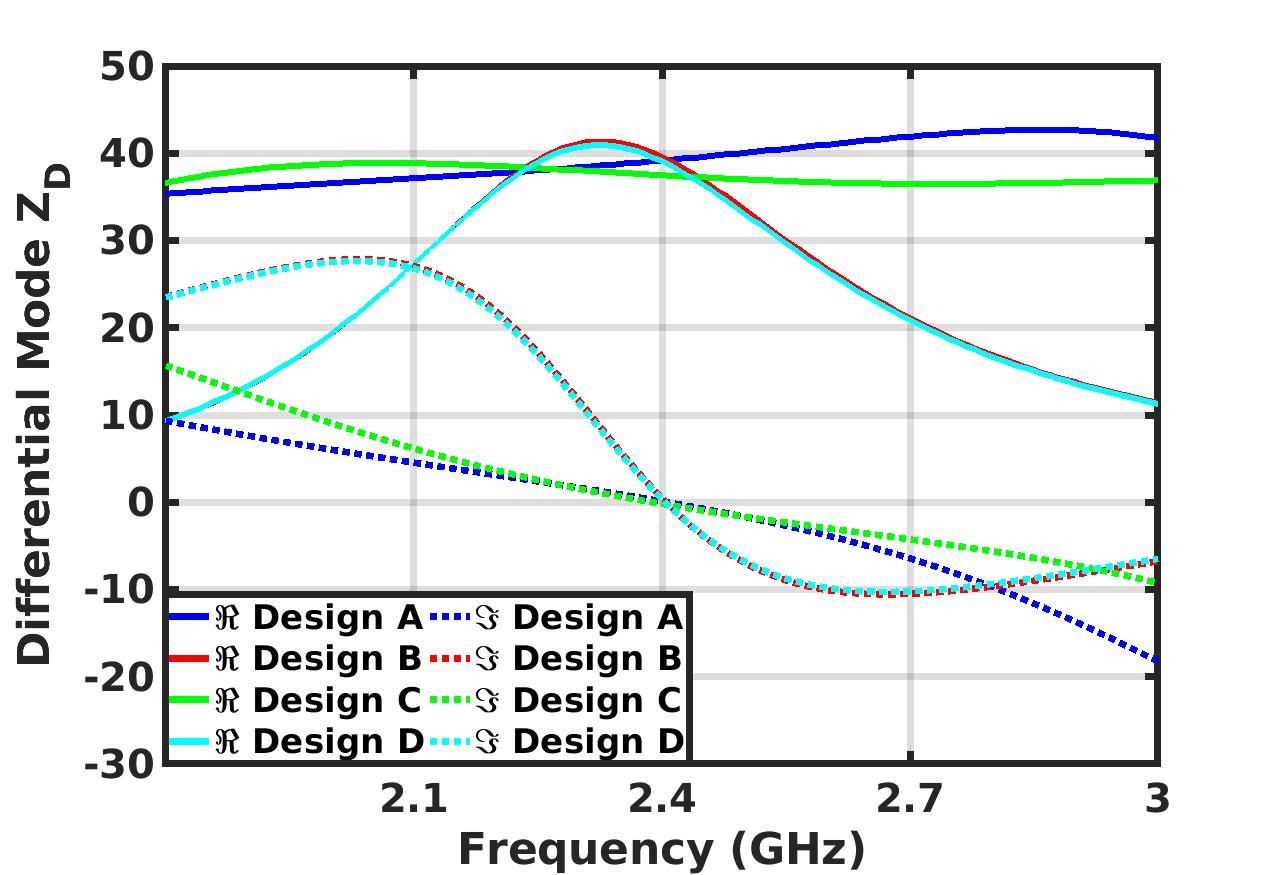 Differential Mode Z_D
50
40
30
20
10
0
-10
-20
-30
ℜ Design A ℑ Design A
ℜ Design B ℑ Design B
ℜ Design C ℑ Design C
ℜ Design D ℑ Design D
2.1 2.4 2.7 3
Frequency (GHz)